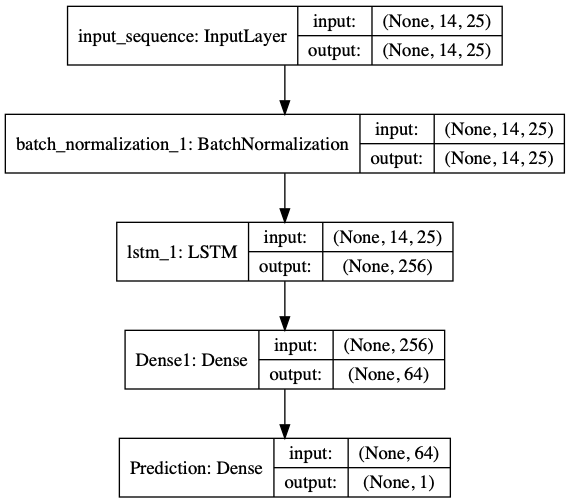 input_sequence: InputLayer
input: (None, 14, 25)
output: (None, 14, 25)
batch_normalization_1: BatchNormalization
input: (None, 14, 25)
output: (None, 14, 25)
lstm_1: LSTM
input: (None, 14, 25)
output: (None, 256)
Dense1: Dense
input: (None, 256)
output: (None, 64)
Prediction: Dense
input: (None, 64)
output: (None, 1)